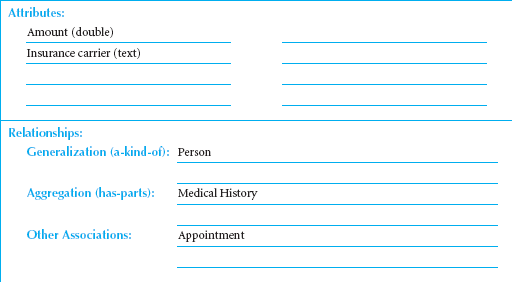 Attributes:
Amount (double)
Insurance carrier (text)
Relationships:
Generalization (a-kind-of): Person
Aggregation (has-parts): Medical History
Other Associations: Appointment